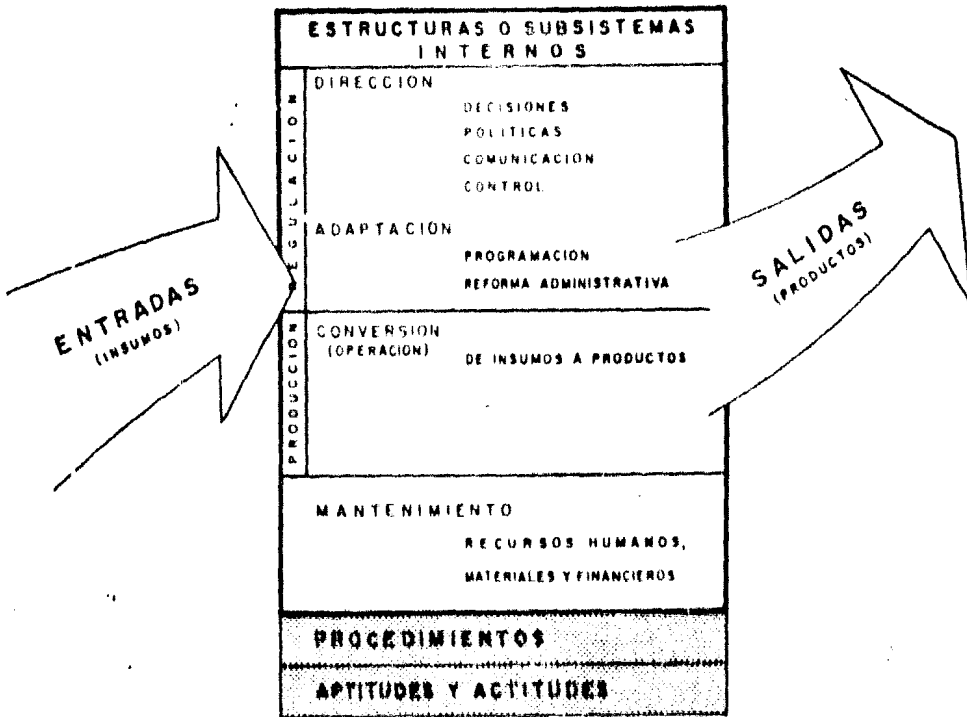 ESTRUCTURAS O SUBSISTEMAS
INTERNOS
REGULACION
DIRECCION
DECISIONES
POLITICAS
COMUNICACION
CONTROL
ADAPTACIÓN
PROGRAMACION
REFORMA ADMINISTRATIVA
ENTRADAS
(INSUMOS)
SALIDAS
(PRODUCTOS)
PRODUCCION
CONVERSION
(OPERACION)
DE INSUMOS A PRODUCTOS
MANTENIMIENTO
RECURSOS HUMANOS,
MATERIALES Y FINANCIEROS
PROCEDIMIENTOS
APTITUDES Y ACTITUDES